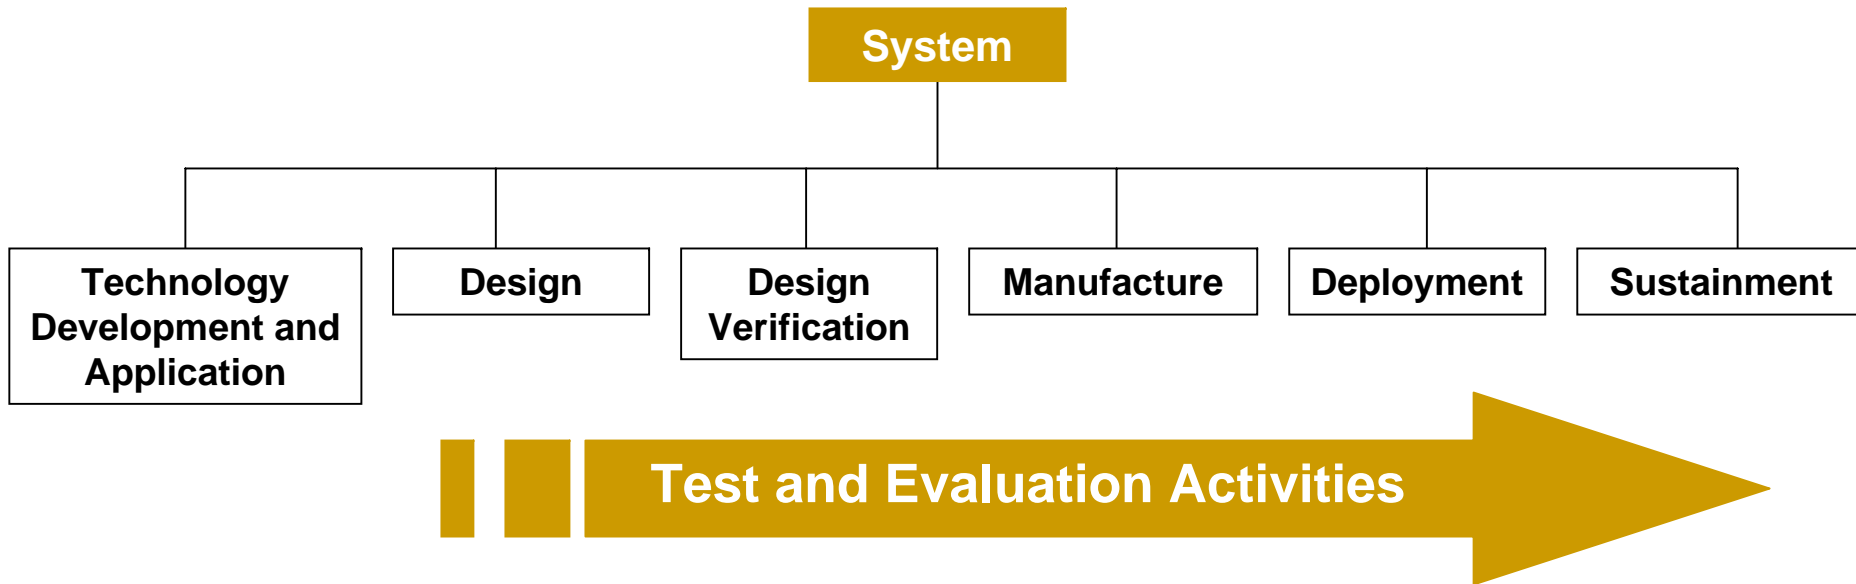 System
Technology
Development and
Application
Design
Design
Verification
Manufacture
Deployment
Sustainment
Test and Evaluation Activities